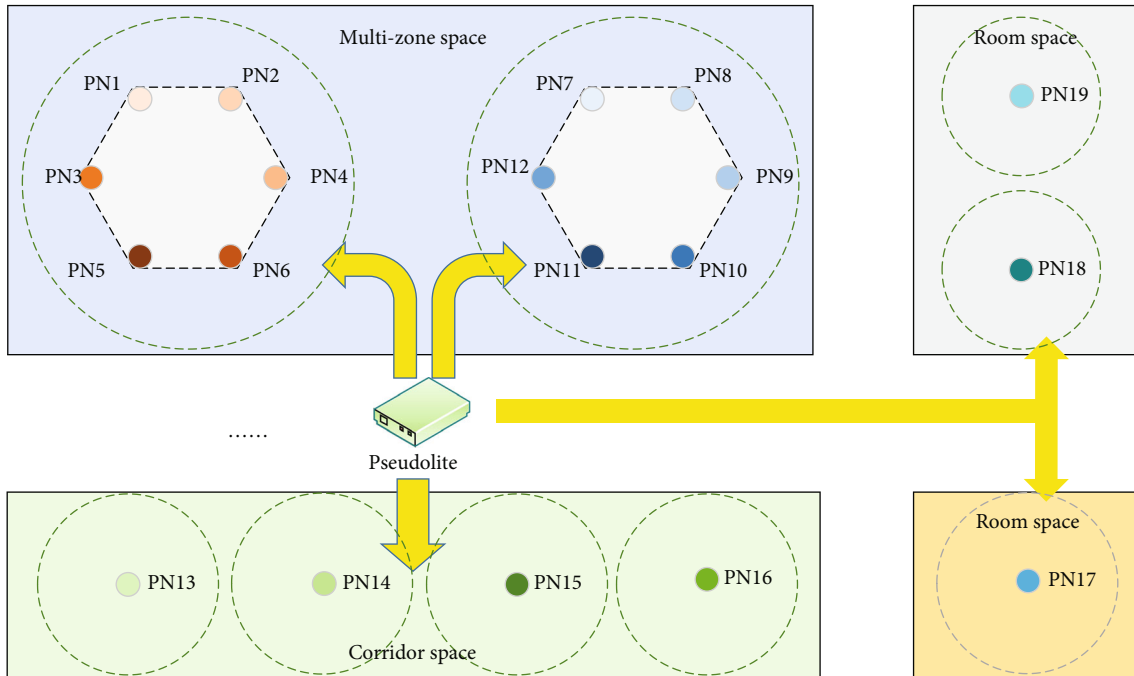 Multi-zone space
Room space
PN1
PN2
PN7
PN8
PN19
PN3
PN4
PN12
PN9
PN5
PN6
PN11
PN10
PN18
......
Pseudolite
Room space
PN13
PN14
PN15
PN16
PN17
Corridor space